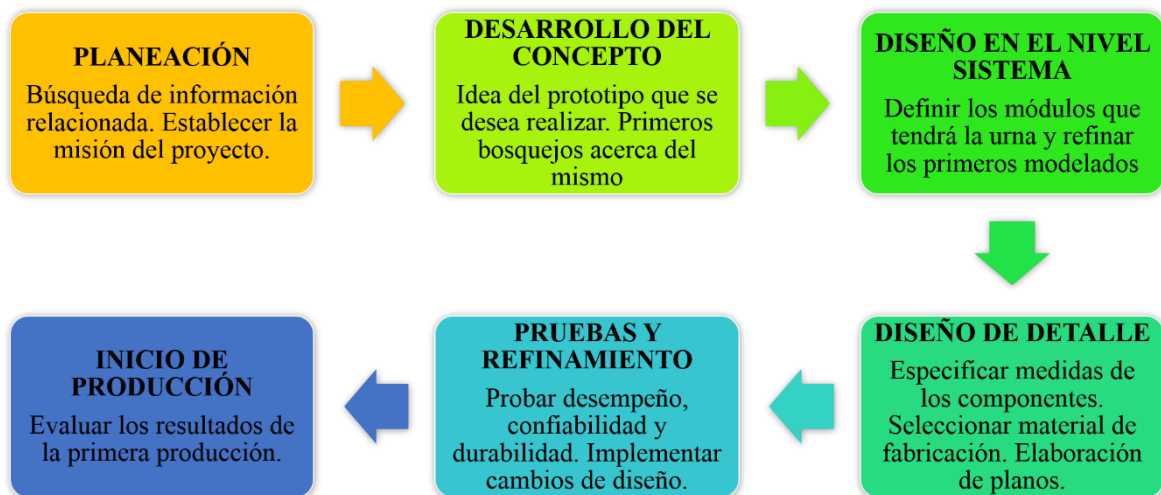 PLANEACIÓN
Búsqueda de información
relacionada. Establecer la
misión del proyecto.
DESARROLLO DEL
CONCEPTO
Idea del prototipo que se
desea realizar. Primeros
bosquejos acerca del
mismo
DISEÑO EN EL NIVEL
SISTEMA
Definir los módulos que
tendrá la urna y refinar
los primeros modelados
DISEÑO DE DETALLE
Especificar medidas de
los componentes.
Seleccionar material de
fabricación. Elaboración
de planos.
PRUEBAS Y
REFINAMIENTO
Probar desempeño,
confiabilidad y
durabilidad. Implementar
cambios de diseño.
INICIO DE
PRODUCCIÓN
Evaluar los resultados de
la primera producción.